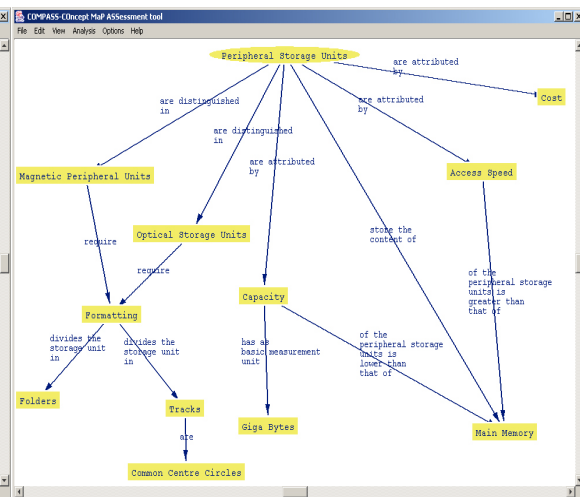 COMPASS-COncept MaP ASSessment tool
File Edit View Analysis Options Help
Peripheral Storage Units
are attributed
by
Cost
are distinguished
in
are attributed
by
are distinguished
in
are attributed
by
Magnetic Peripheral Units
Access Speed
Optical Storage Units
store the
content of
require
require
of the
peripheral storage
units is
greater than
that of
Capacity
Formatting
divides the
storage unit
in
divides the
storage unit
in
has as
basic measurement
unit
of the
peripheral storage
units is
lower than
that of
Folders
Tracks
Giga Bytes
Main Memory
are
Common Centre Circles